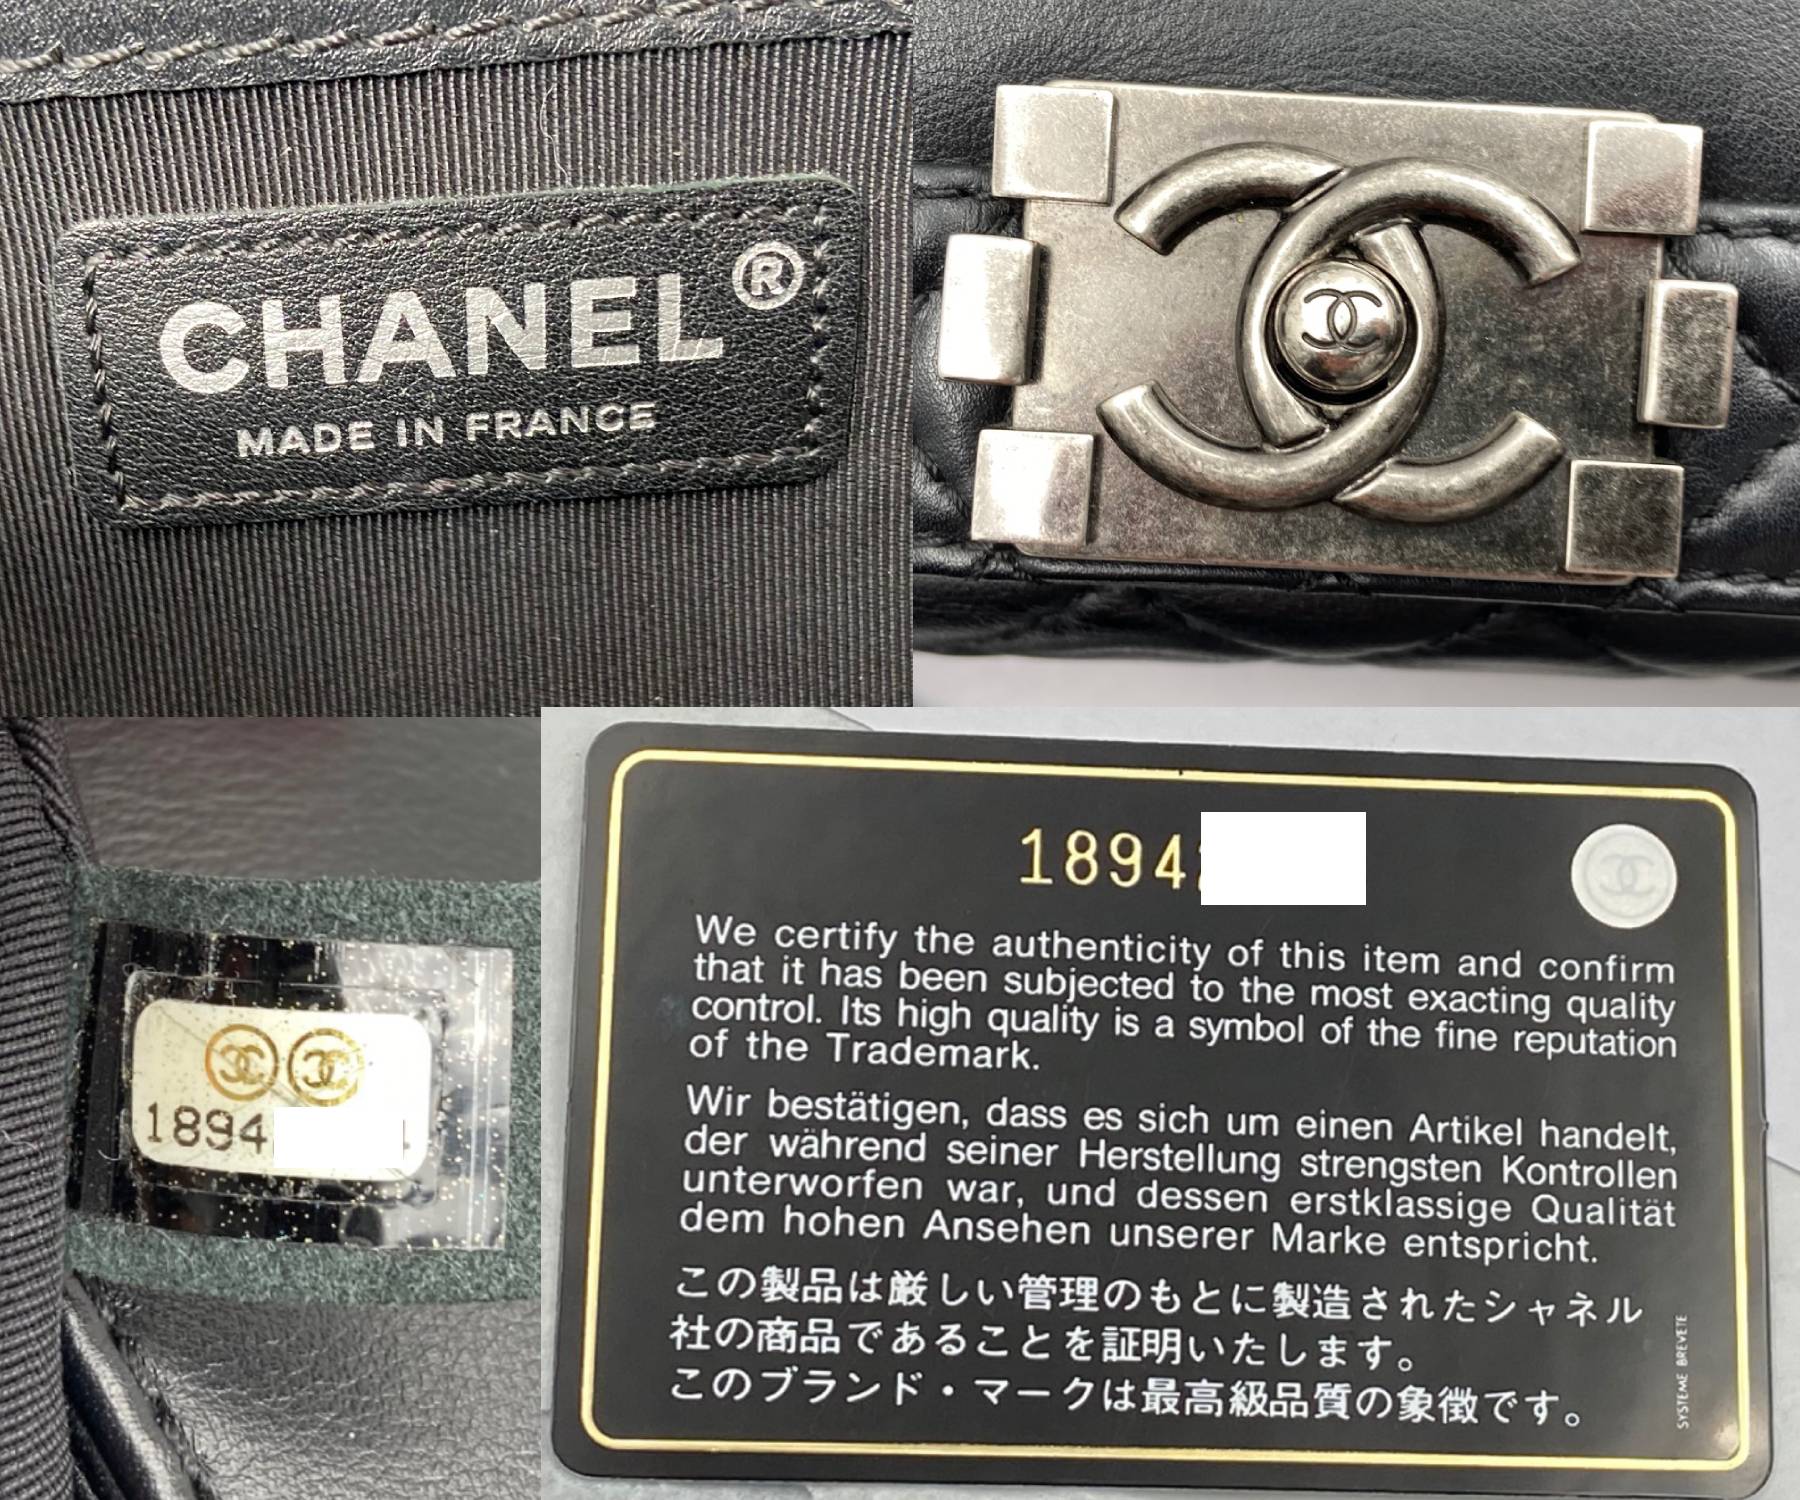 CHANEL®
MADE IN FRANCE
1894
1894
We certify the authenticity of this item and confirm
that it has been subjected to the most exacting quality
control. Its high quality is a symbol of the fine reputation
of the Trademark.
Wir bestätigen, dass es sich um einen Artikel handelt,
der während seiner Herstellung strengsten Kontrollen
unterworfen war, und dessen erstklassige Qualität
dem hohen Ansehen unserer Marke entspricht.
この製品は厳しい管理のもとに製造されたシャネル
社の商品であることを証明いたします。
このブランド・マークは最高級品質の象徴です。
SYSTEME BREVETE